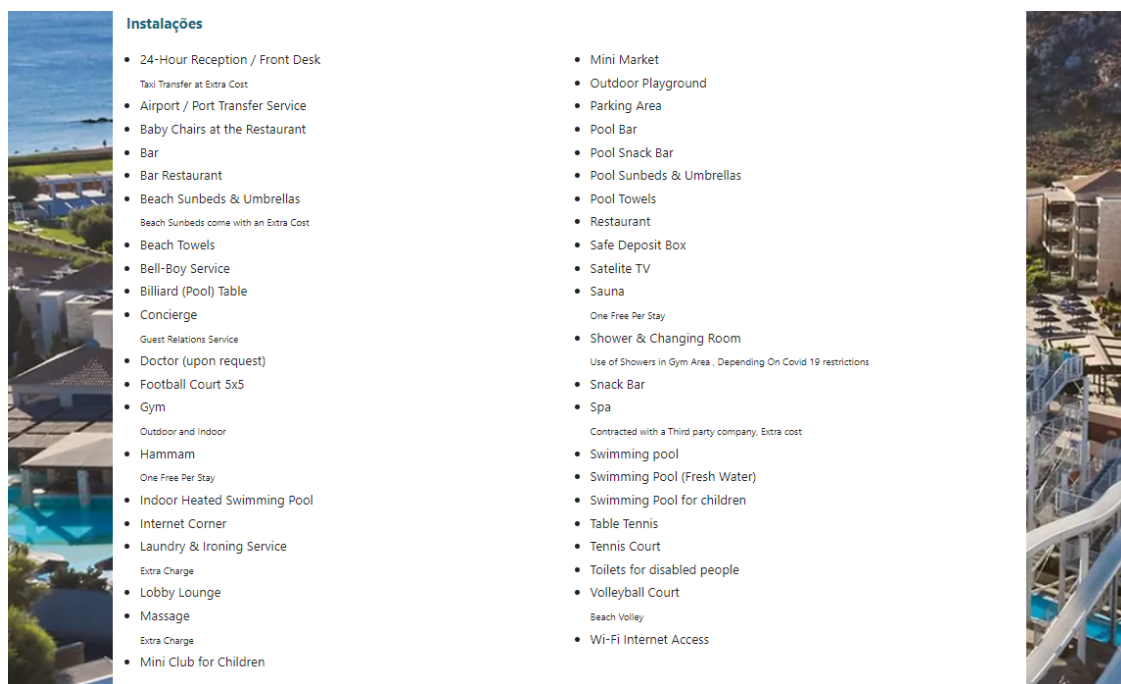 Instalações
24-Hour Reception / Front Desk
Taxi Transfer at Extra Cost
Airport / Port Transfer Service
Baby Chairs at the Restaurant
Bar
Bar Restaurant
Beach Sunbeds & Umbrellas
Beach Sunbeds come with an Extra Cost
Beach Towels
Bell-Boy Service
Billiard (Pool) Table
Concierge
Guest Relations Service
Doctor (upon request)
Football Court 5x5
Gym
Outdoor and Indoor
Hammam
One Free Per Stay
Indoor Heated Swimming Pool
Internet Corner
Laundry & Ironing Service
Extra Charge
Lobby Lounge
Massage
Extra Charge
Mini Club for Children
Mini Market
Outdoor Playground
Parking Area
Pool Bar
Pool Snack Bar
Pool Sunbeds & Umbrellas
Pool Towels
Restaurant
Safe Deposit Box
Satelite TV
Sauna
One Free Per Stay
Shower & Changing Room
Use of Showers in Gym Area , Depending On Covid 19 restrictions
Snack Bar
Spa
Contracted with a Third party company, Extra cost
Swimming pool
Swimming Pool (Fresh Water)
Swimming Pool for children
Table Tennis
Tennis Court
Toilets for disabled people
Volleyball Court
Beach Volley
Wi-Fi Internet Access